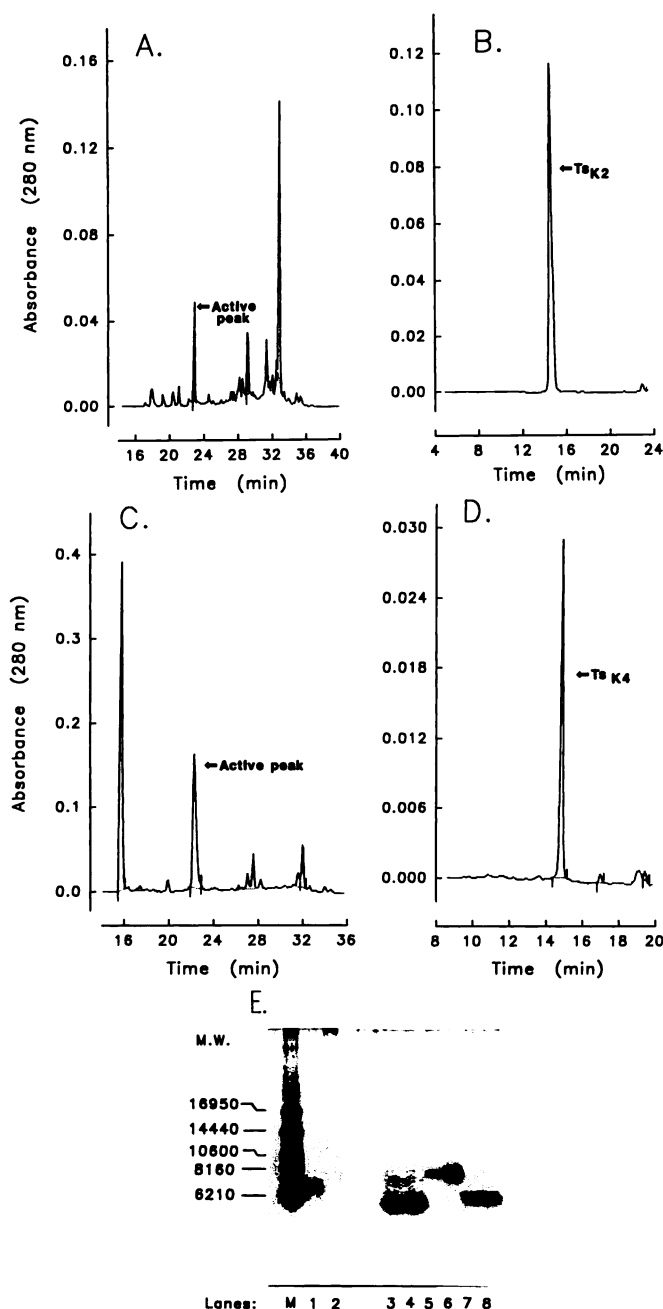 A.
0.16
0.12
0.08
0.04
0.00
Absorbance (280 nm)
⇐Active peak
16 20 24 28 32 36 40
Time (min)
B.
0.12
0.10
0.08
0.06
0.04
0.02
0.00
⇐TsK2
4 8 12 16 20 24
Time (min)
C.
0.4
0.3
0.2
0.1
0.0
Absorbance (280 nm)
⇐Active peak
16 20 24 28 32 36
Time (min)
D.
0.030
0.024
0.018
0.012
0.006
0.000
⇐TsK4
8 10 12 14 16 18 20
Time (min)
E.
M.W.
16950
14440
10600
8160
6210
Lanes: M 1 2 3 4 5 6 7 8